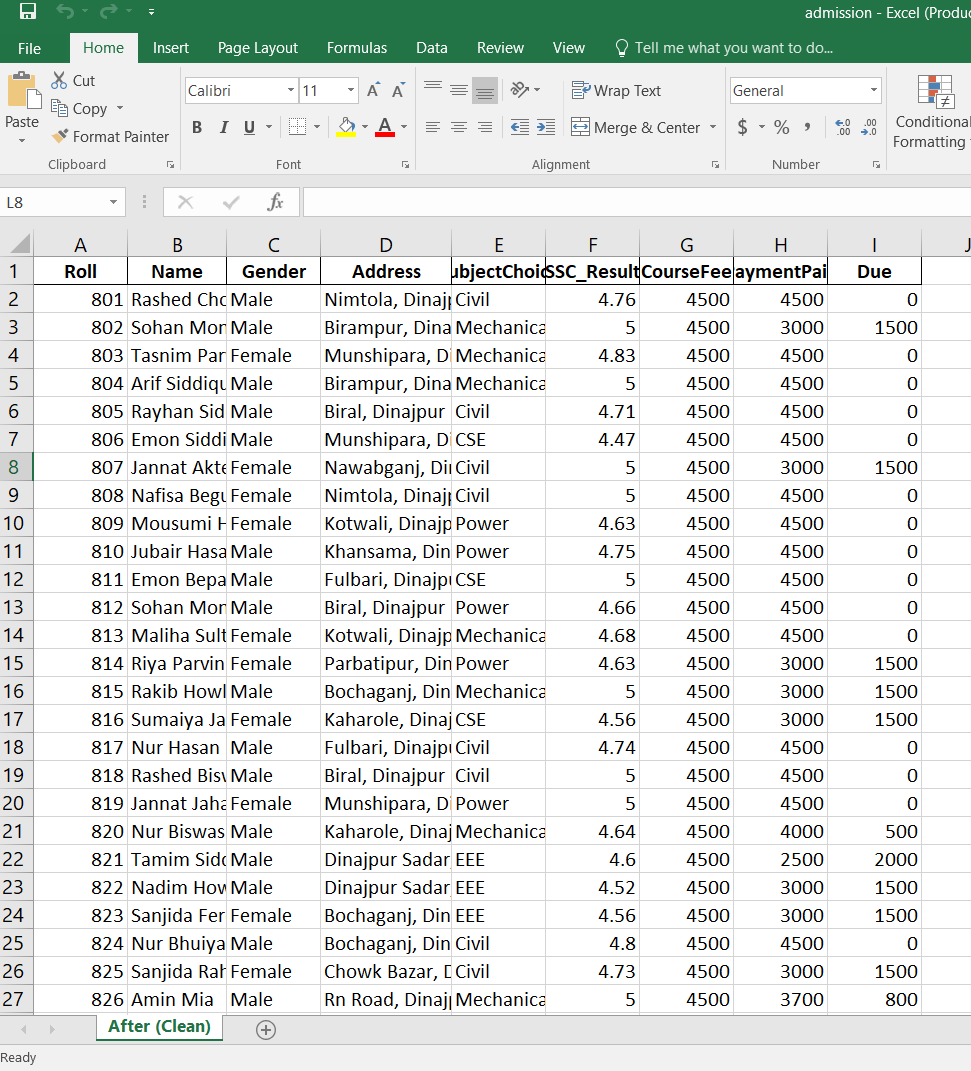 admission - Excel (Produc
File Home Insert Page Layout Formulas Data Review View Tell me what you want to do...
Cut
Copy
Format Painter
Paste
Clipboard
Calibri 11 A A
B I U A
Font
Wrap Text
Merge & Center
Alignment
General
$ % , .00 .00
Number
Conditional
Formatting
L8 fx
A B C D E F G H I J
1 Roll Name Gender Address ubjectChoic SSC_Result CourseFee aymentPai Due
2 801 Rashed Cho Male Nimtola, Dinajp Civil 4.76 4500 4500 0
3 802 Sohan Mon Male Birampur, Dina Mechanica 5 4500 3000 1500
4 803 Tasnim Par Female Munshipara, Di Mechanica 4.83 4500 4500 0
5 804 Arif Siddiqu Male Birampur, Dina Mechanica 5 4500 4500 0
6 805 Rayhan Sid Male Biral, Dinajpur Civil 4.71 4500 4500 0
7 806 Emon Siddi Male Munshipara, Di CSE 4.47 4500 4500 0
8 807 Jannat Akte Female Nawabganj, Din Civil 5 4500 3000 1500
9 808 Nafisa Begu Female Nimtola, Dinajp Civil 5 4500 4500 0
10 809 Mousumi H Female Kotwali, Dinajp Power 4.63 4500 4500 0
11 810 Jubair Hasa Male Khansama, Din Power 4.75 4500 4500 0
12 811 Emon Bepa Male Fulbari, Dinajpu CSE 5 4500 4500 0
13 812 Sohan Mon Male Biral, Dinajpur Power 4.66 4500 4500 0
14 813 Maliha Sult Female Kotwali, Dinajp Mechanica 4.68 4500 4500 0
15 814 Riya Parvin Female Parbatipur, Din Power 4.63 4500 3000 1500
16 815 Rakib Howl Male Bochaganj, Din Mechanica 5 4500 3000 1500
17 816 Sumaiya Ja Female Kaharole, Dinaj CSE 4.56 4500 3000 1500
18 817 Nur Hasan Male Fulbari, Dinajpu Civil 4.74 4500 4500 0
19 818 Rashed Bisw Male Biral, Dinajpur Civil 5 4500 4500 0
20 819 Jannat Jaha Female Munshipara, Di Power 5 4500 4500 0
21 820 Nur Biswas Male Kaharole, Dinaj Mechanica 4.64 4500 4000 500
22 821 Tamim Sidd Male Dinajpur Sadar, EEE 4.6 4500 2500 2000
23 822 Nadim How Male Dinajpur Sadar, EEE 4.52 4500 3000 1500
24 823 Sanjida Fer Female Bochaganj, Din EEE 4.56 4500 3000 1500
25 824 Nur Bhuiya Male Bochaganj, Din Civil 4.8 4500 4500 0
26 825 Sanjida Rah Female Chowk Bazar, D Civil 4.73 4500 3000 1500
27 826 Amin Mia Male Rn Road, Dinaj Mechanica 5 4500 3700 800
After (Clean)
Ready